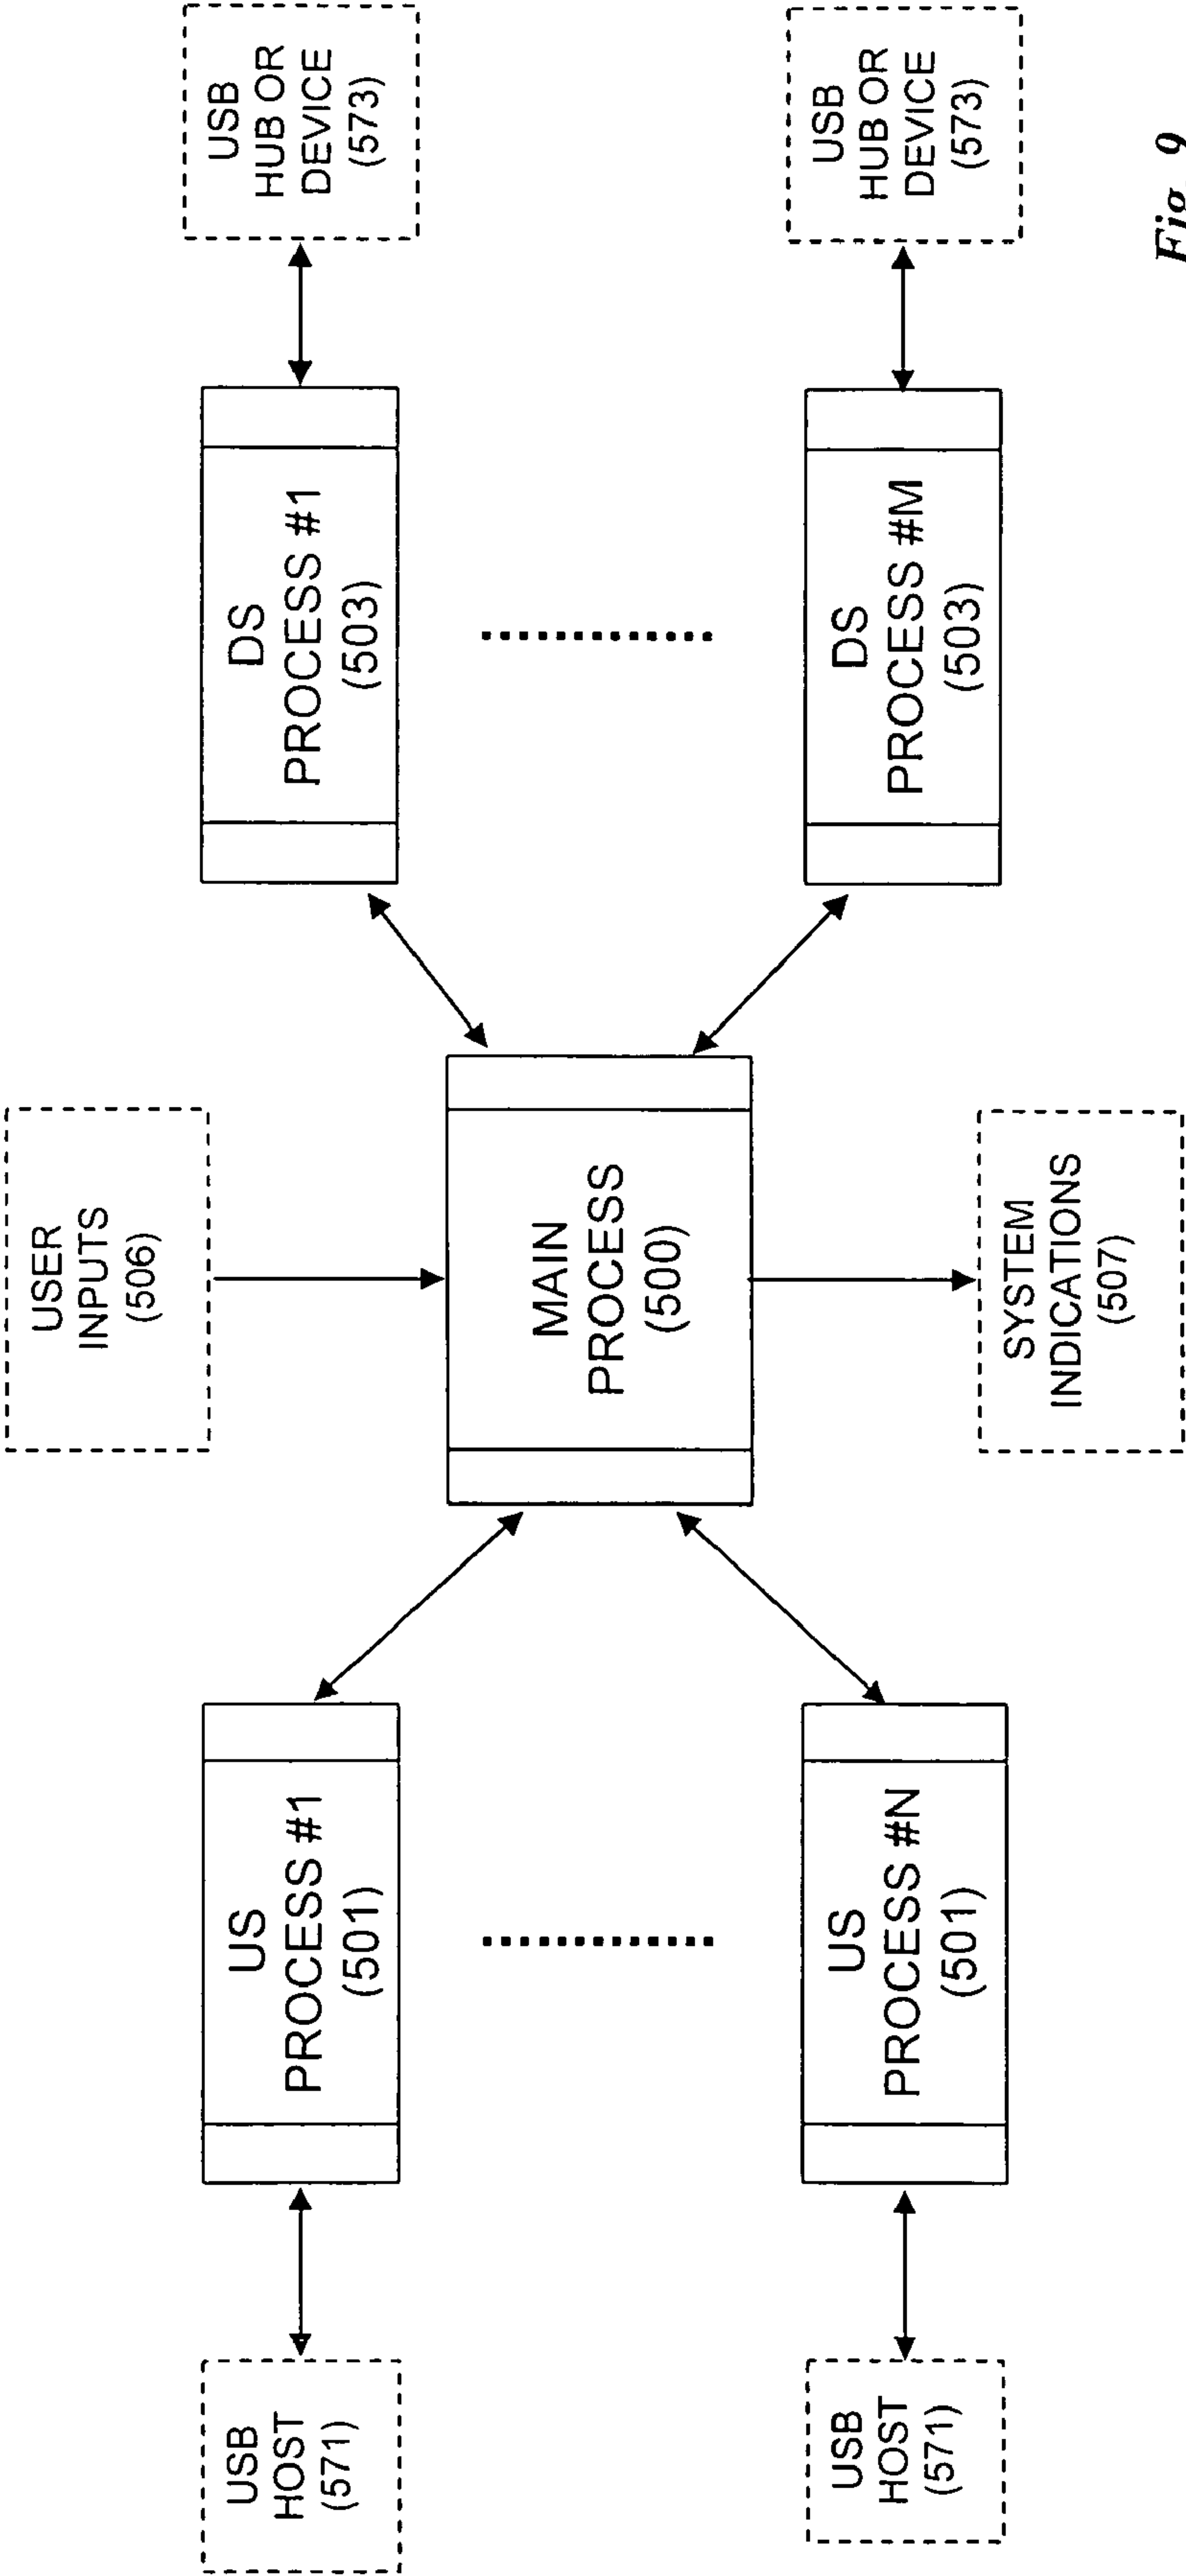 USER
INPUTS
(506)
USB
HOST
(571)
US
PROCESS #1
(501)
DS
PROCESS #1
(503)
USB
HUB OR
DEVICE
(573)
MAIN
PROCESS
(500)
USB
HOST
(571)
US
PROCESS #N
(501)
DS
PROCESS #M
(503)
USB
HUB OR
DEVICE
(573)
SYSTEM
INDICATIONS
(507)
Fig. 9